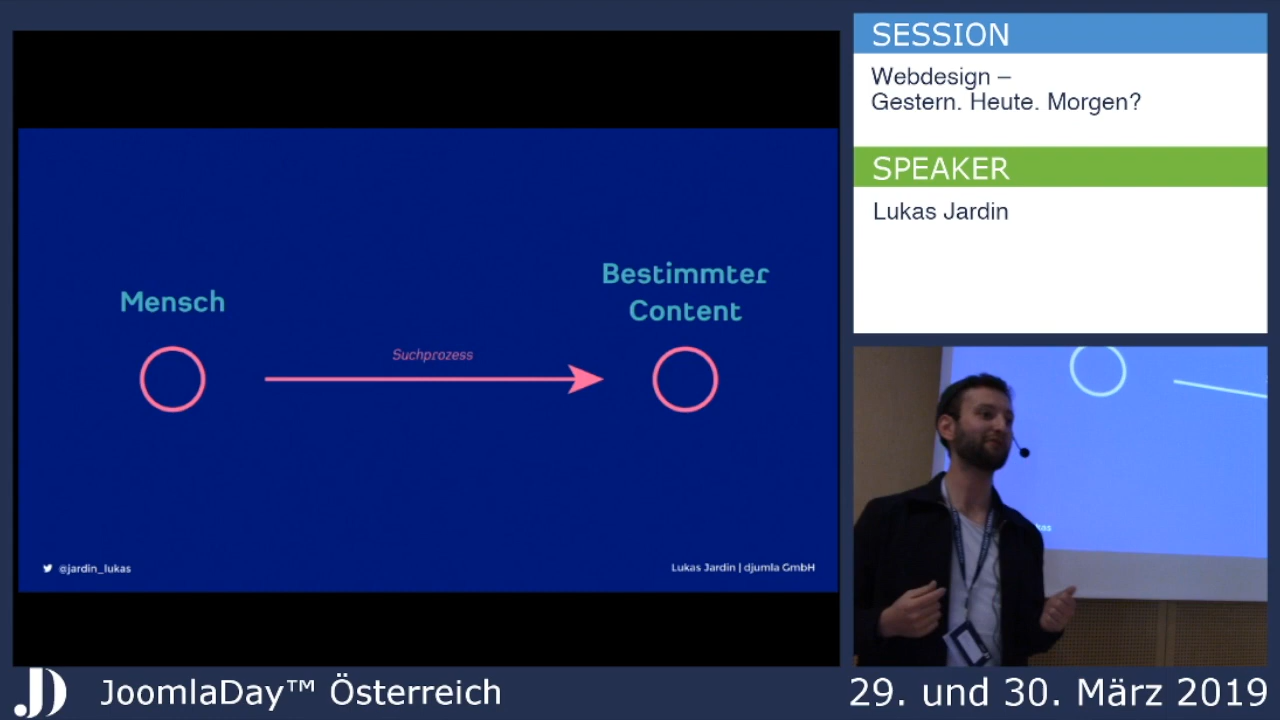 SESSION
Webdesign –
Gestern. Heute. Morgen?
SPEAKER
Lukas Jardin
Mensch
Bestimmter
Content
Suchprozess
@jardin_lukas
Lukas Jardin | djumla GmbH
JoomlaDay™ Österreich
29. und 30. März 2019